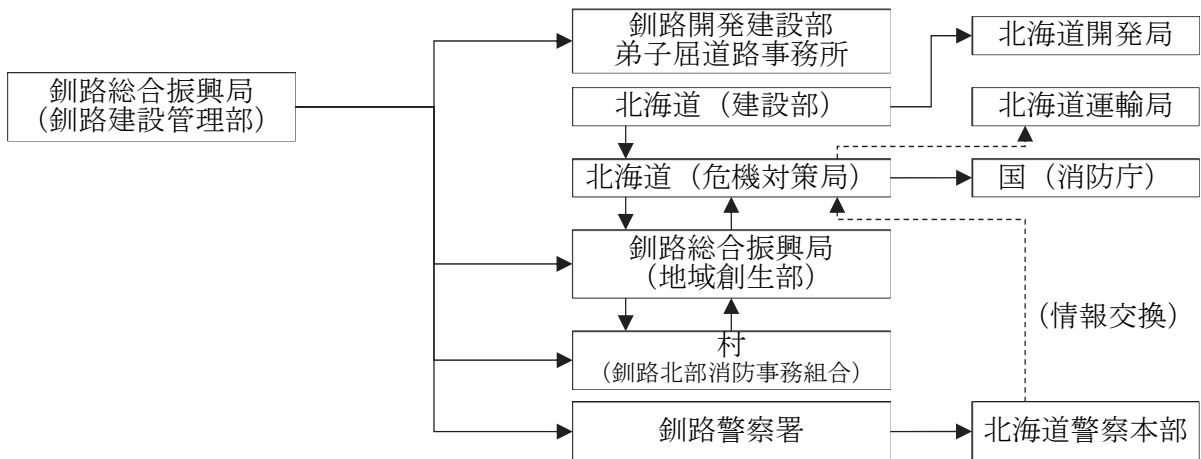 釧路総合振興局
（釧路建設管理部）
釧路開発建設部
弟子屈道路事務所
北海道開発局
北海道（建設部）
北海道運輸局
北海道（危機対策局）
国（消防庁）
釧路総合振興局
（地域創生部）
（情報交換）
村
（釧路北部消防事務組合）
釧路警察署
北海道警察本部